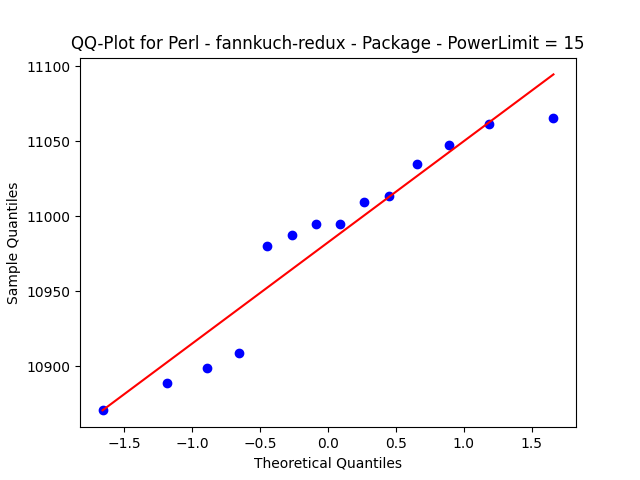 QQ-Plot for Perl - fannkuch-redux - Package - PowerLimit = 15
11100
11050
11000
10950
10900
Sample Quantiles
−1.5 −1.0 −0.5 0.0 0.5 1.0 1.5
Theoretical Quantiles